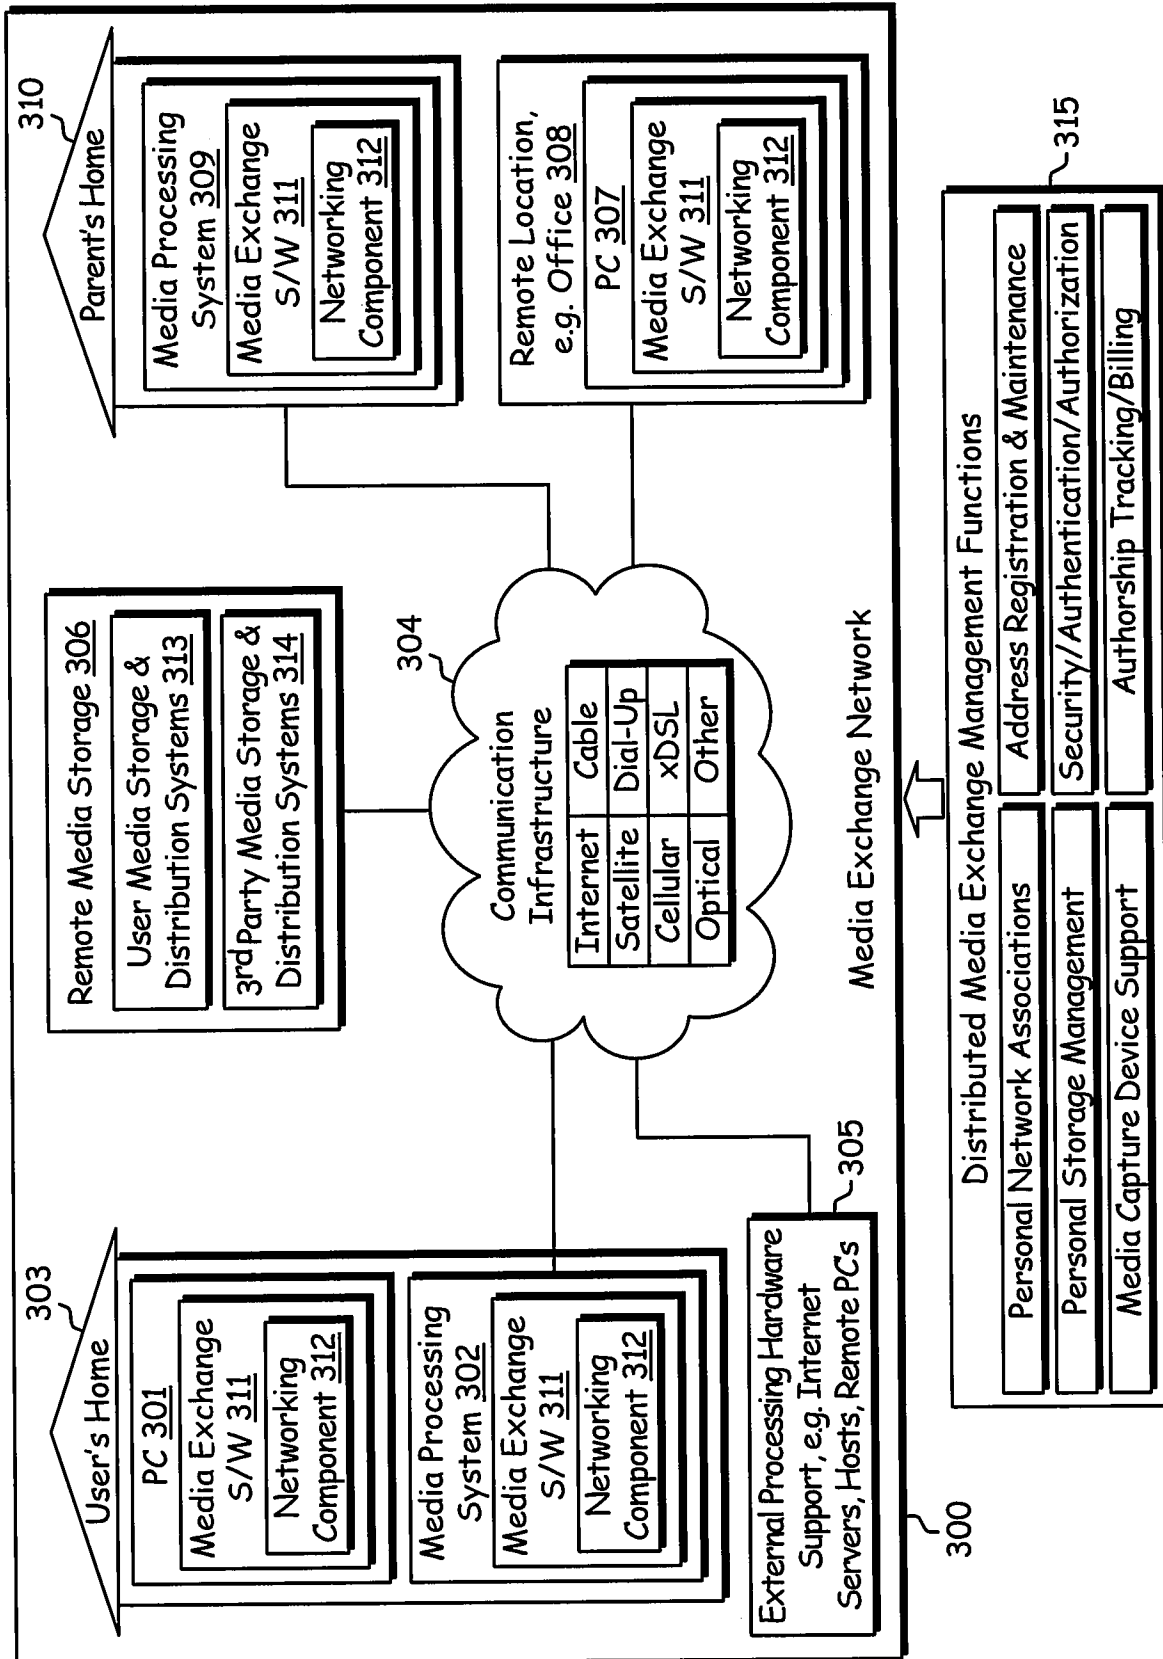 303
User's Home
PC 301
Media Exchange
S/W 311
Networking
Component 312
Media Processing
System 302
Media Exchange
S/W 311
Networking
Component 312
External Processing Hardware
Support, e.g. Internet
Servers, Hosts, Remote PCs
305
300
Remote Media Storage 306
User Media Storage &
Distribution Systems 313
3rd Party Media Storage &
Distribution Systems 314
304
Communication
Infrastructure
Internet Cable
Satellite Dial-Up
Cellular xDSL
Optical Other
Media Exchange Network
310
Parent's Home
Media Processing
System 309
Media Exchange
S/W 311
Networking
Component 312
Remote Location,
e.g. Office 308
PC 307
Media Exchange
S/W 311
Networking
Component 312
Distributed Media Exchange Management Functions
315
Personal Network Associations Address Registration & Maintenance
Personal Storage Management Security/Authentication/Authorization
Media Capture Device Support Authorship Tracking/Billing